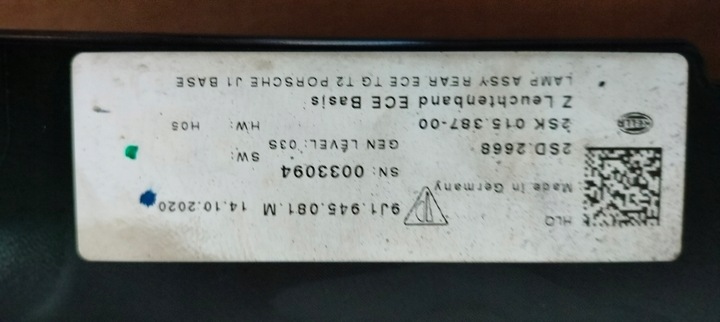 HLQ 9J1.945.081.M 14.10.2020
Made in Germany
SN: 0033094
2SD.2668 GEN LEVEL: 03S SW:
2SK 015.387-00 HW: H05
Z Leuchtenband ECE Basis
LAMP ASSY REAR ECE TG T2 PORSCHE J1 BASE
HELLA